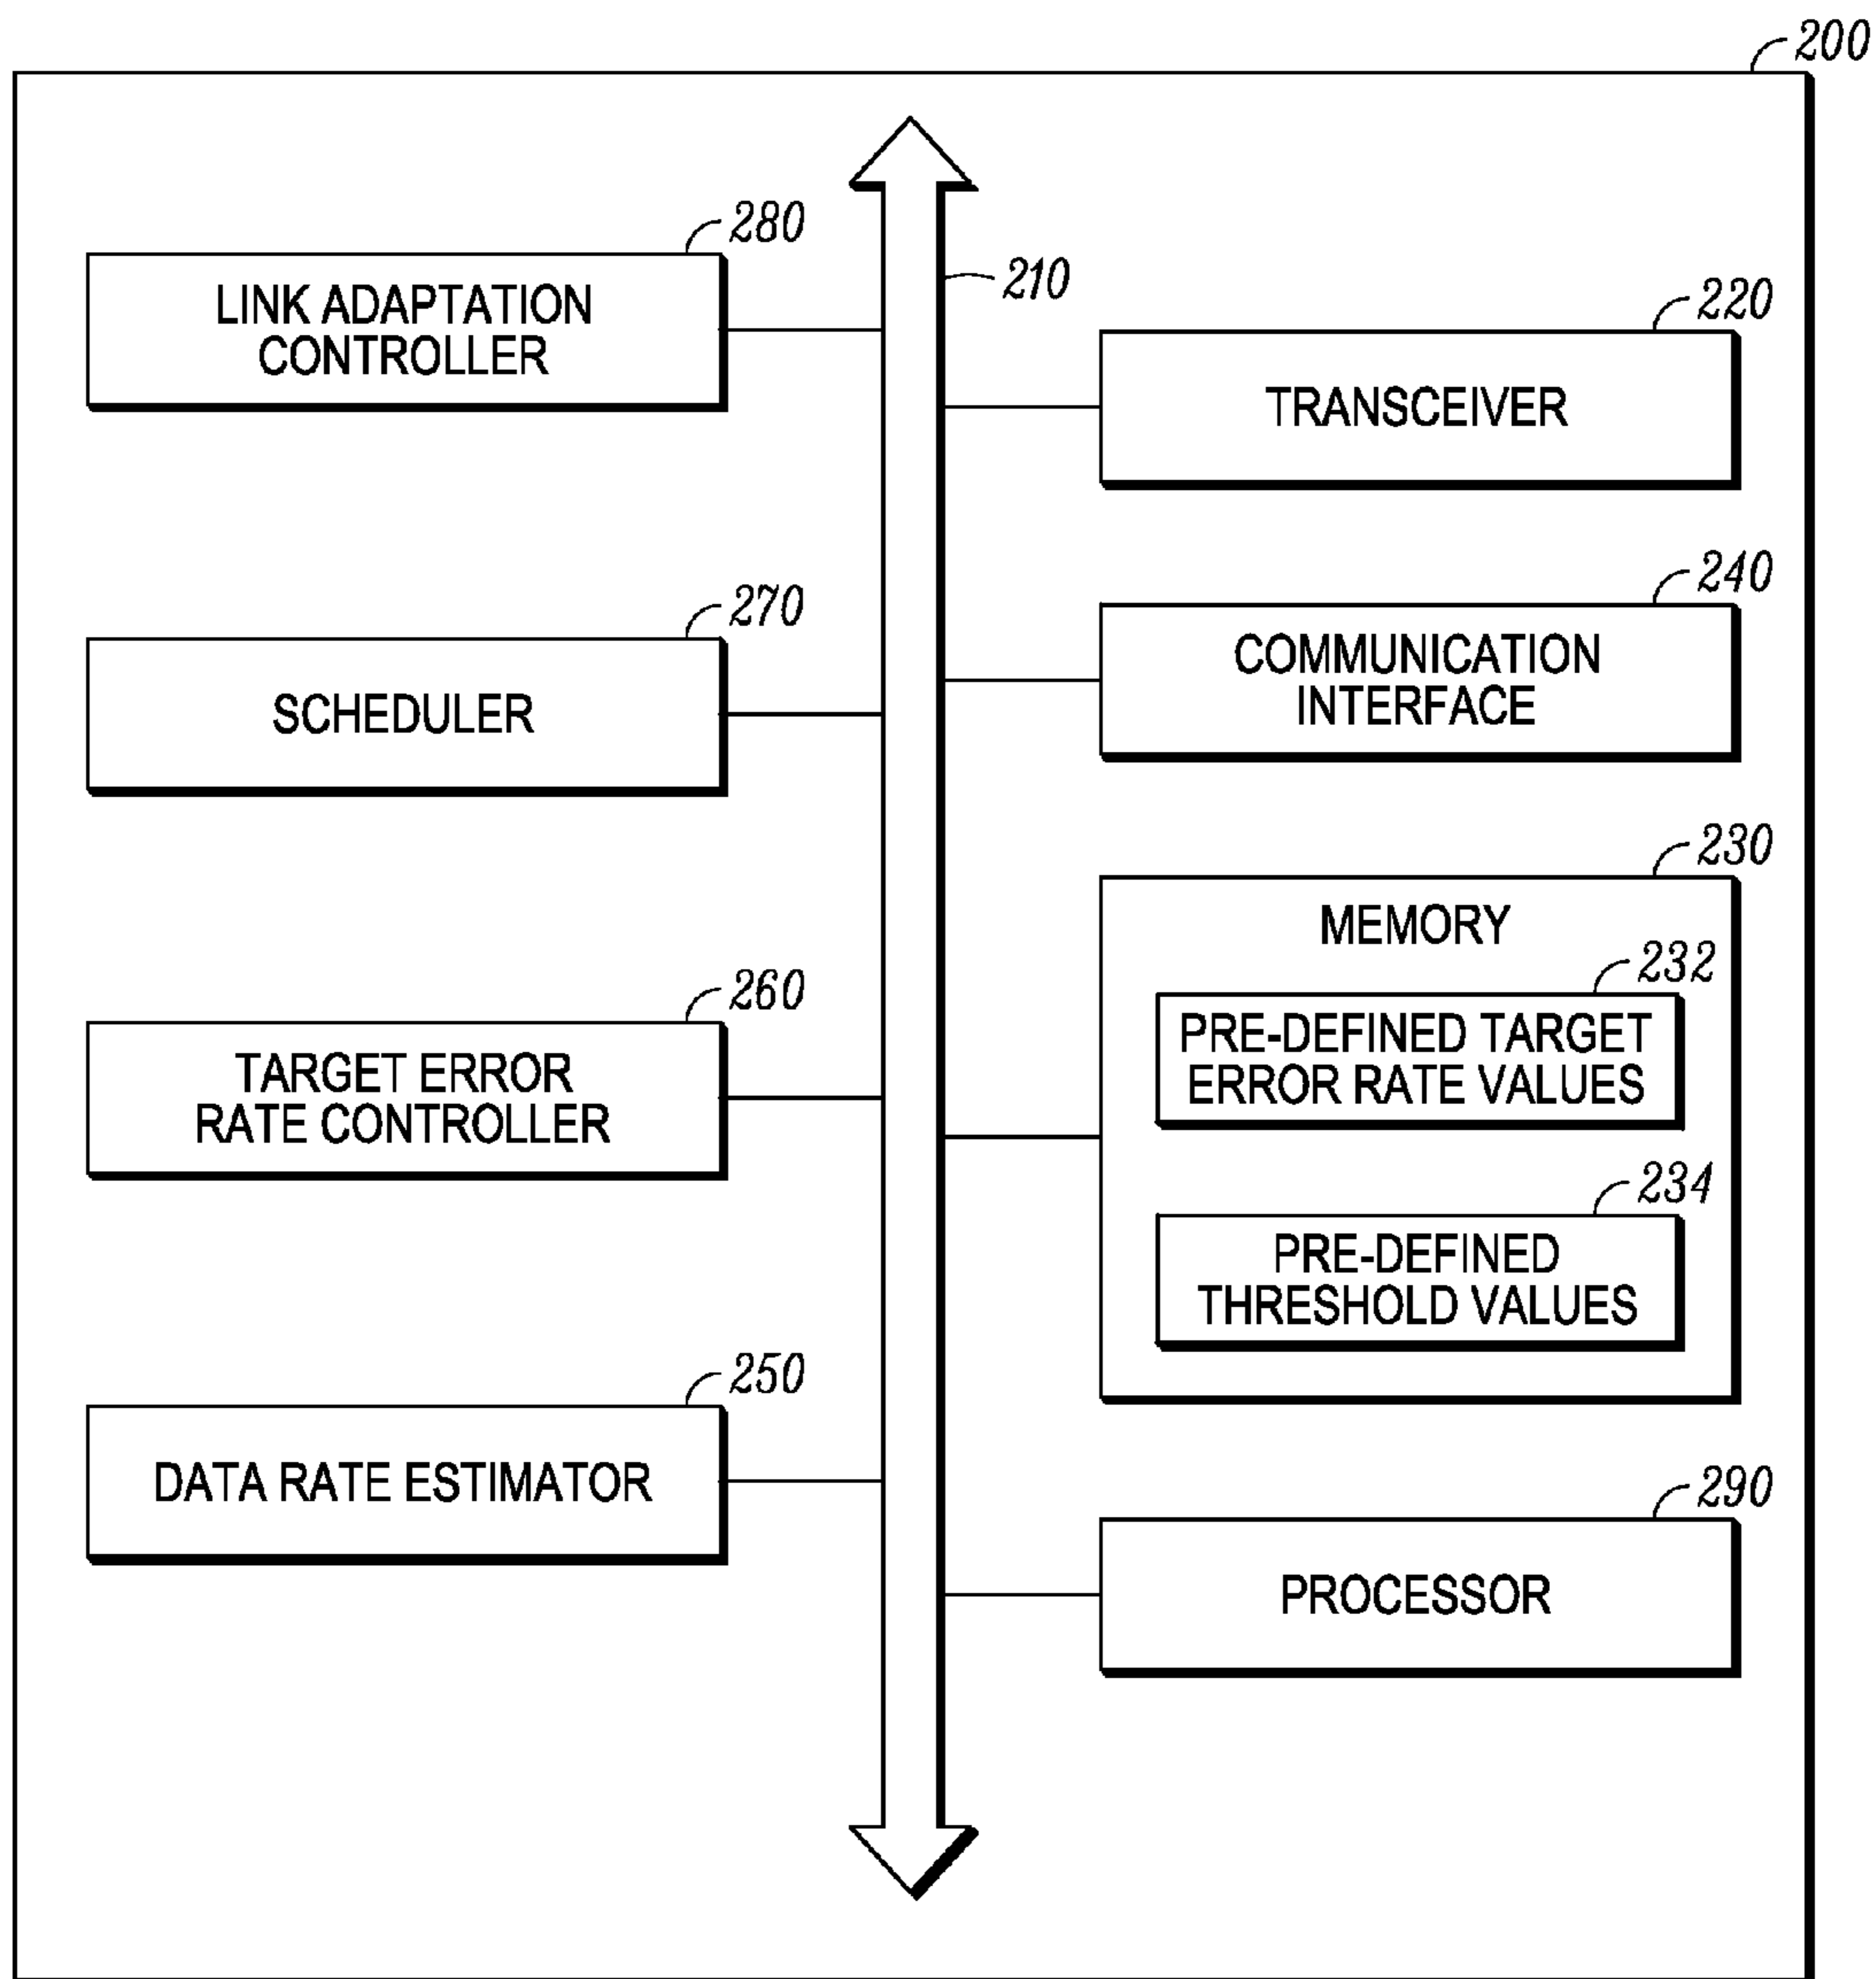 200
280
LINK ADAPTATION
CONTROLLER
210
220
TRANSCEIVER
270
SCHEDULER
240
COMMUNICATION
INTERFACE
260
TARGET ERROR
RATE CONTROLLER
230
MEMORY
232
PRE-DEFINED TARGET
ERROR RATE VALUES
234
PRE-DEFINED
THRESHOLD VALUES
250
DATA RATE ESTIMATOR
290
PROCESSOR